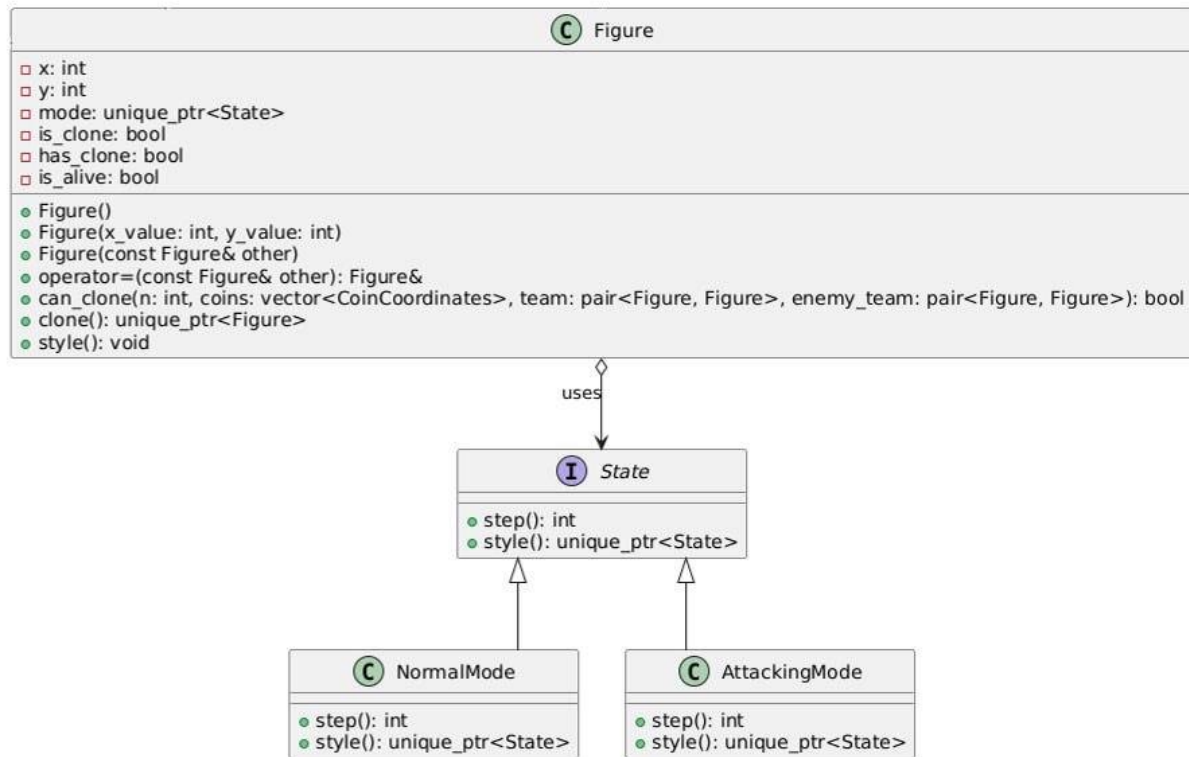 C Figure
x: int
y: int
mode: unique_ptr<State>
is_clone: bool
has_clone: bool
is_alive: bool
Figure()
Figure(x_value: int, y_value: int)
Figure(const Figure& other)
operator=(const Figure& other): Figure&
can_clone(n: int, coins: vector<CoinCoordinates>, team: pair<Figure, Figure>, enemy_team: pair<Figure, Figure>): bool
clone(): unique_ptr<Figure>
style(): void
uses
I State
step(): int
style(): unique_ptr<State>
C NormalMode
step(): int
style(): unique_ptr<State>
C AttackingMode
step(): int
style(): unique_ptr<State>